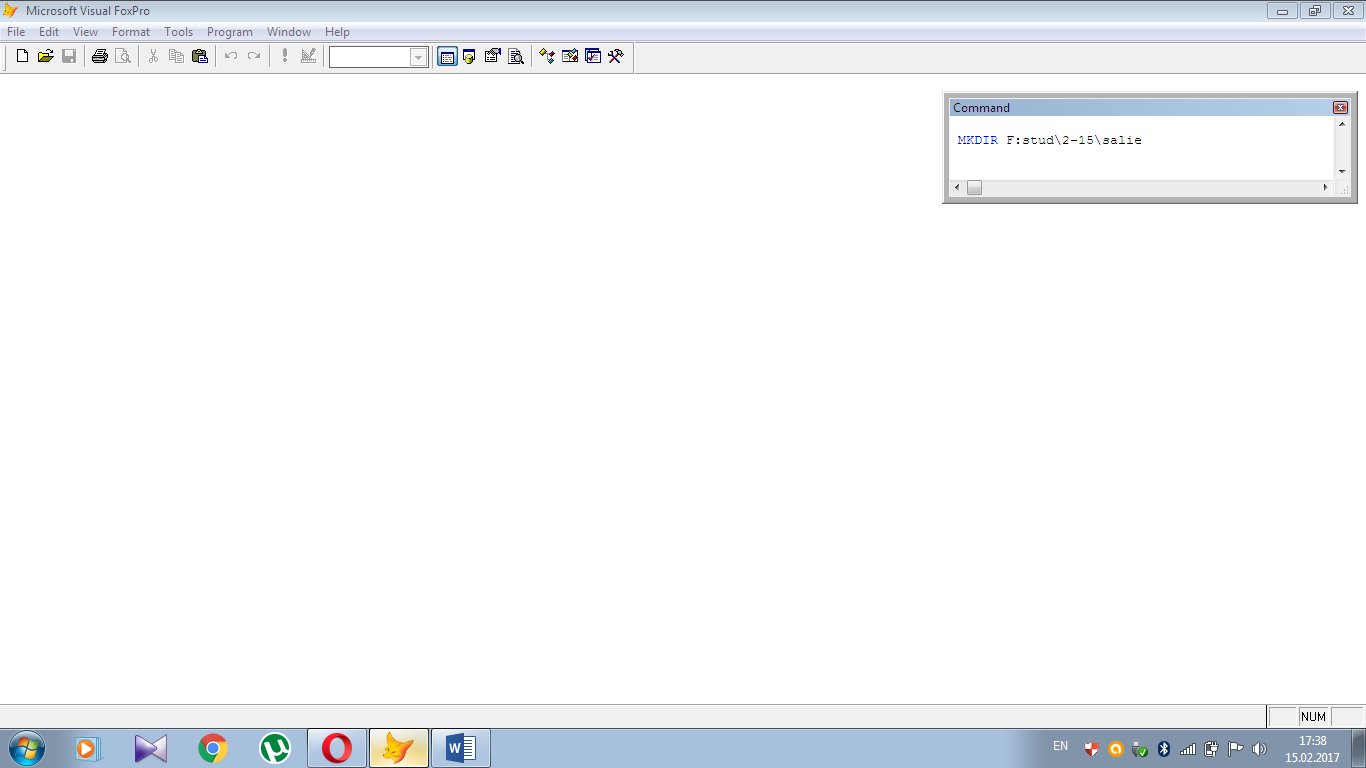 Microsoft Visual FoxPro
File Edit View Format Tools Program Window Help
Command
MKDIR F:stud\2-15\salie
NUM
EN
17:38
15.02.2017